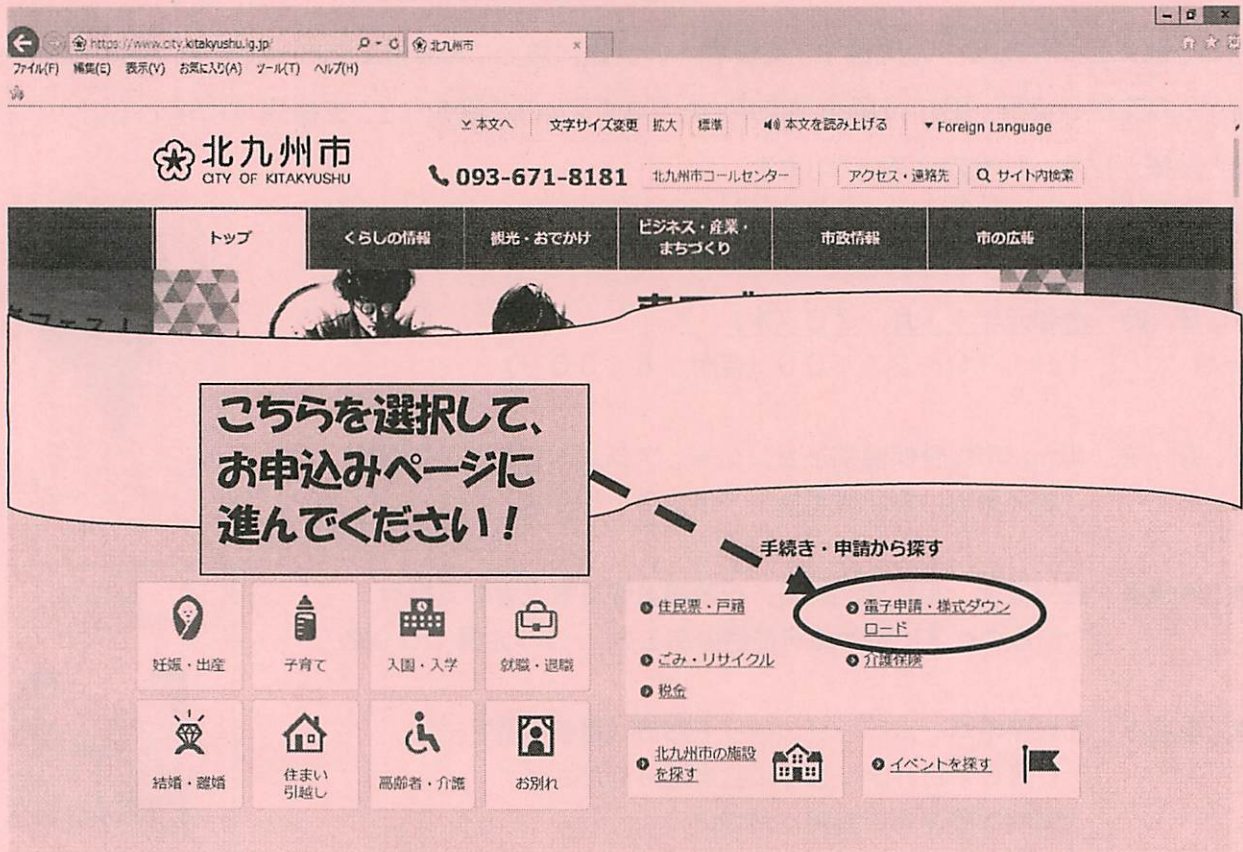 https://www.city.kitakyushu.lg.jp/
北九州市
ファイル(F) 編集(E) 表示(V) お気に入り(A) ツール(T) ヘルプ(H)
本文へ 文字サイズ変更 拡大 標準 本文を読み上げる Foreign Language
北九州市
CITY OF KITAKYUSHU
093-671-8181 北九州市コールセンター アクセス・連絡先 サイト内検索
トップ くらしの情報 観光・おでかけ ビジネス・産業・まちづくり 市政情報 市の広報
こちらを選択して、
お申込みページに
進んでください!
手続き・申請から探す
妊娠・出産 子育て 入園・入学 就職・退職
結婚・離婚 住まい 引越し 高齢者・介護 お別れ
住民票・戸籍 電子申請・様式ダウン
ロード
ごみ・リサイクル 介護保険
税金
北九州市の施設
を探す
イベントを探す